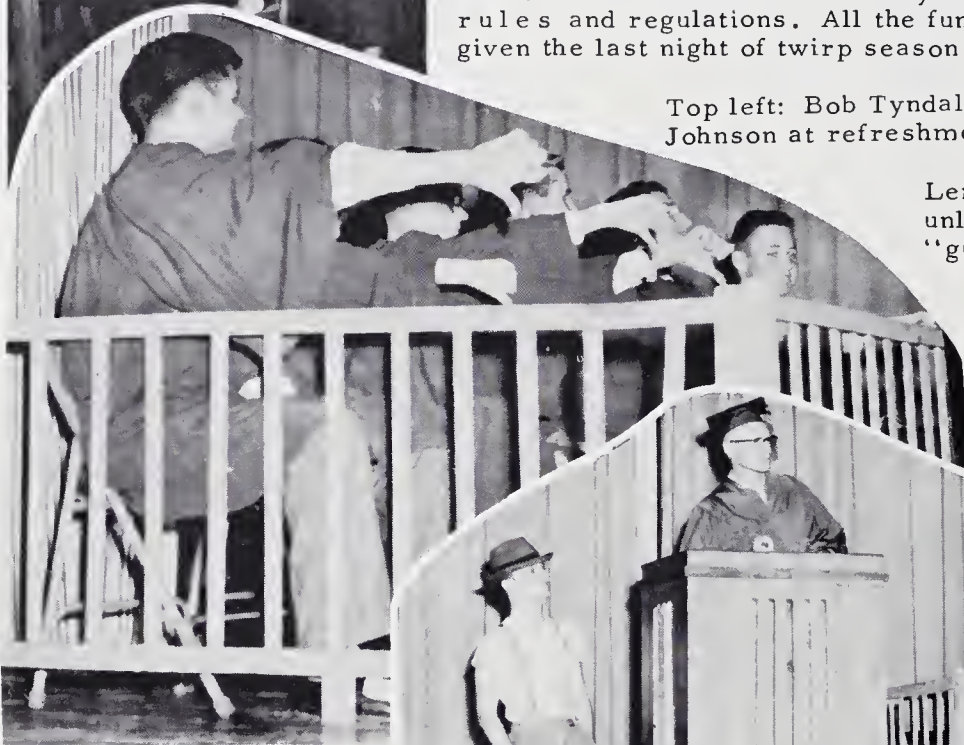 rules and regulations. All the fun
given the last night of twirp season
Top left: Bob Tyndal
Johnson at refreshme
Le
unl
"g